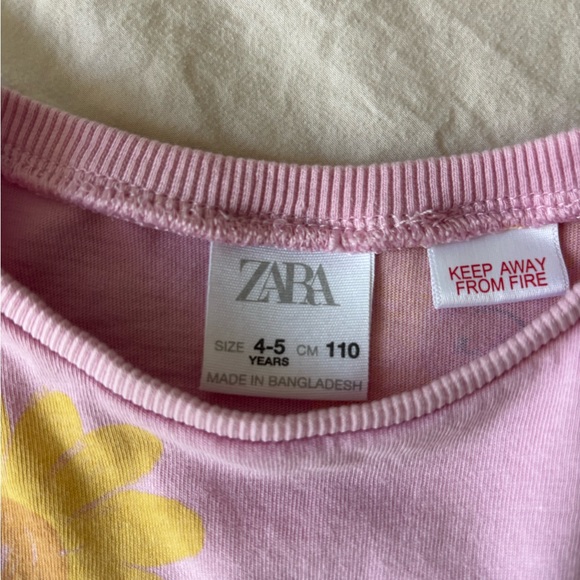 ZARA
SIZE 4-5 YEARS CM 110
MADE IN BANGLADESH
KEEP AWAY
FROM FIRE